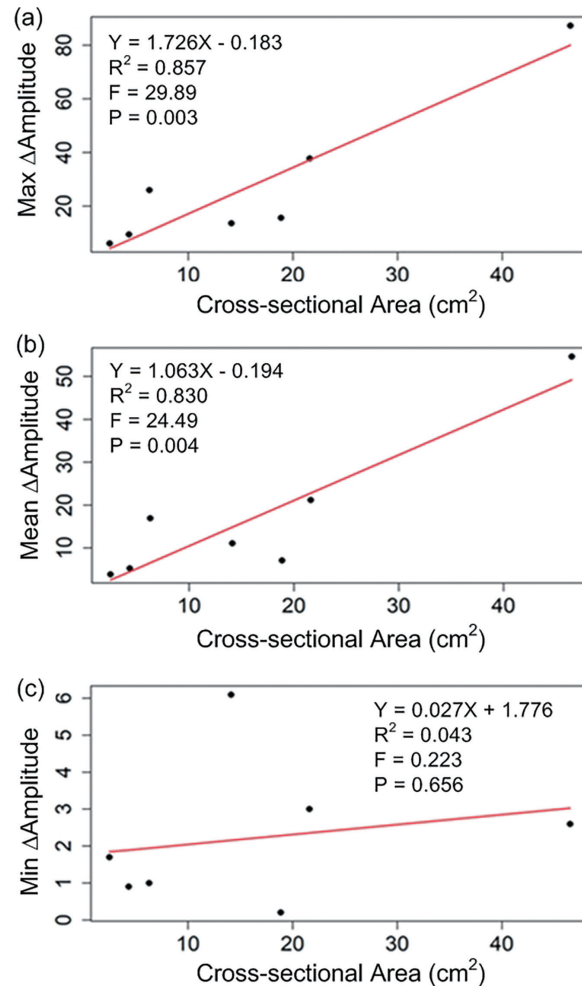 (a)
Y = 1.726X - 0.183
R² = 0.857
F = 29.89
P = 0.003
Max ΔAmplitude
80
60
40
20
10 20 30 40
Cross-sectional Area (cm²)
(b)
Y = 1.063X - 0.194
R² = 0.830
F = 24.49
P = 0.004
Mean ΔAmplitude
50
40
30
20
10
10 20 30 40
Cross-sectional Area (cm²)
(c)
Y = 0.027X + 1.776
R² = 0.043
F = 0.223
P = 0.656
Min ΔAmplitude
6
5
4
3
2
1
0
10 20 30 40
Cross-sectional Area (cm²)